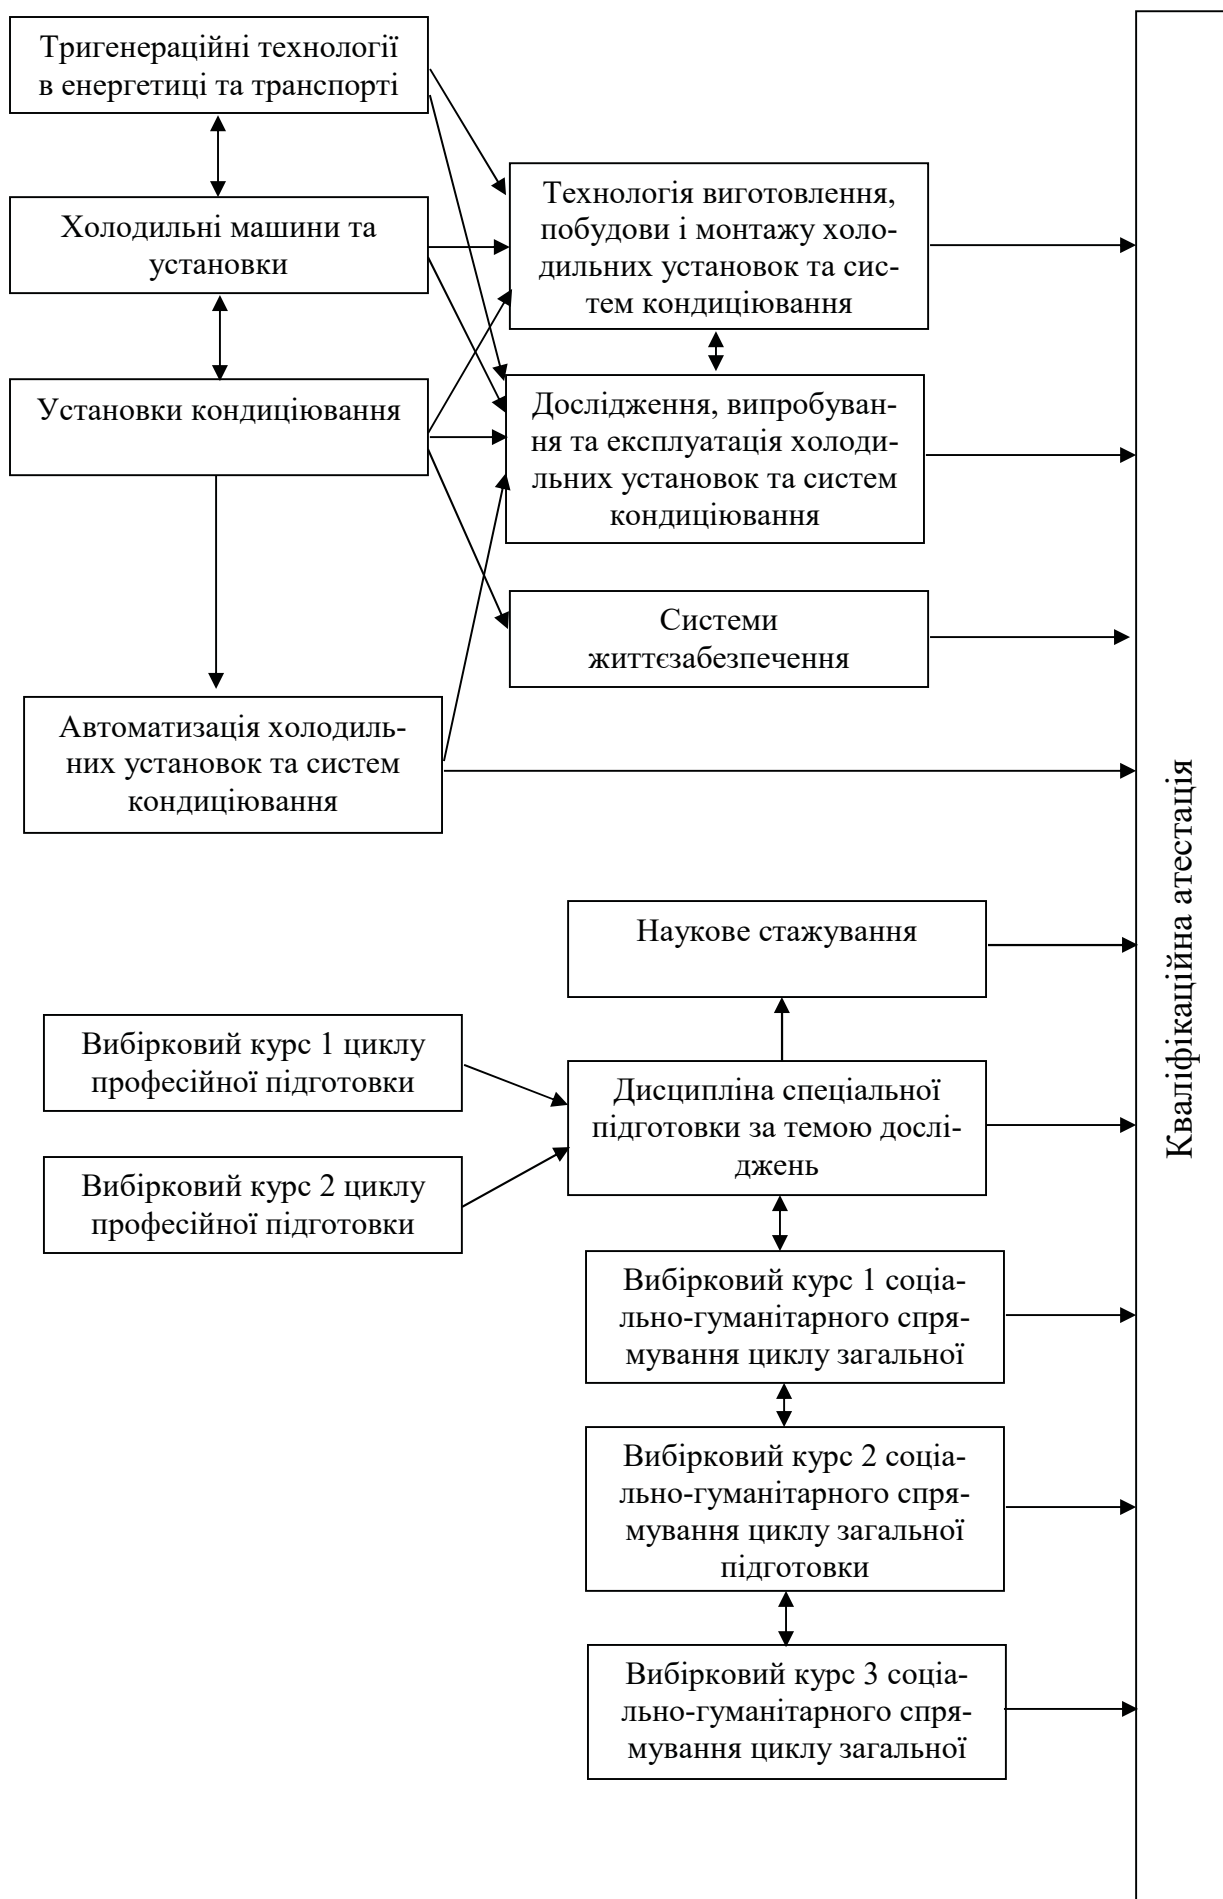 Тригенераційні технології
в енергетиці та транспорті
Холодильні машини та
установки
Технологія виготовлення,
побудови і монтажу холо-
дильних установок та сис-
тем кондиціювання
Установки кондиціювання
Дослідження, випробуван-
ня та експлуатація холоди-
льних установок та систем
кондиціювання
Системи
життєзабезпечення
Автоматизація холодиль-
них установок та систем
кондиціювання
Кваліфікаційна атестація
Наукове стажування
Вибірковий курс 1 циклу
професійної підготовки
Дисципліна спеціальної
підготовки за темою дослі-
джень
Вибірковий курс 2 циклу
професійної підготовки
Вибірковий курс 1 соціа-
льно-гуманітарного спря-
мування циклу загальної
Вибірковий курс 2 соціа-
льно-гуманітарного спря-
мування циклу загальної
підготовки
Вибірковий курс 3 соціа-
льно-гуманітарного спря-
мування циклу загальної